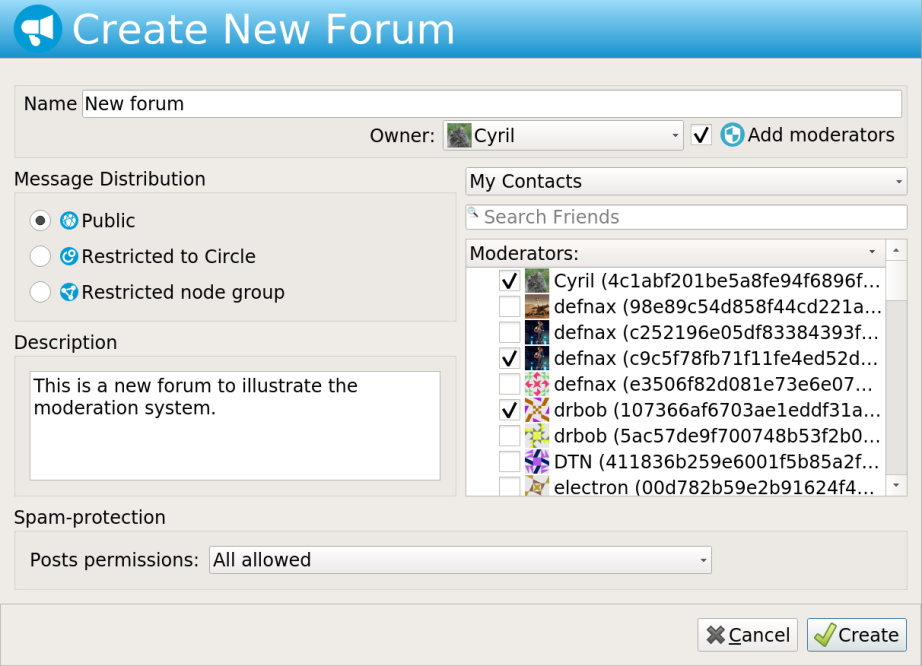 Create New Forum
Name New forum
Owner: Cyril Add moderators
Message Distribution
Public
Restricted to Circle
Restricted node group
Description
This is a new forum to illustrate the
moderation system.
My Contacts
Search Friends
Moderators:
Cyril (4c1abf201be5a8fe94f6896f...
defnax (98e89c54d858f44cd221a...
defnax (c252196e05df83384393f...
defnax (c9c5f78fb71f11fe4ed52d...
defnax (e3506f82d081e73e6e07...
drbob (107366af6703ae1eddf31a...
drbob (5ac57de9f700748b53f2b0...
DTN (411836b259e6001f5b85a2f...
electron (00d782b59e2b91624f4...
Spam-protection
Posts permissions: All allowed
Cancel Create